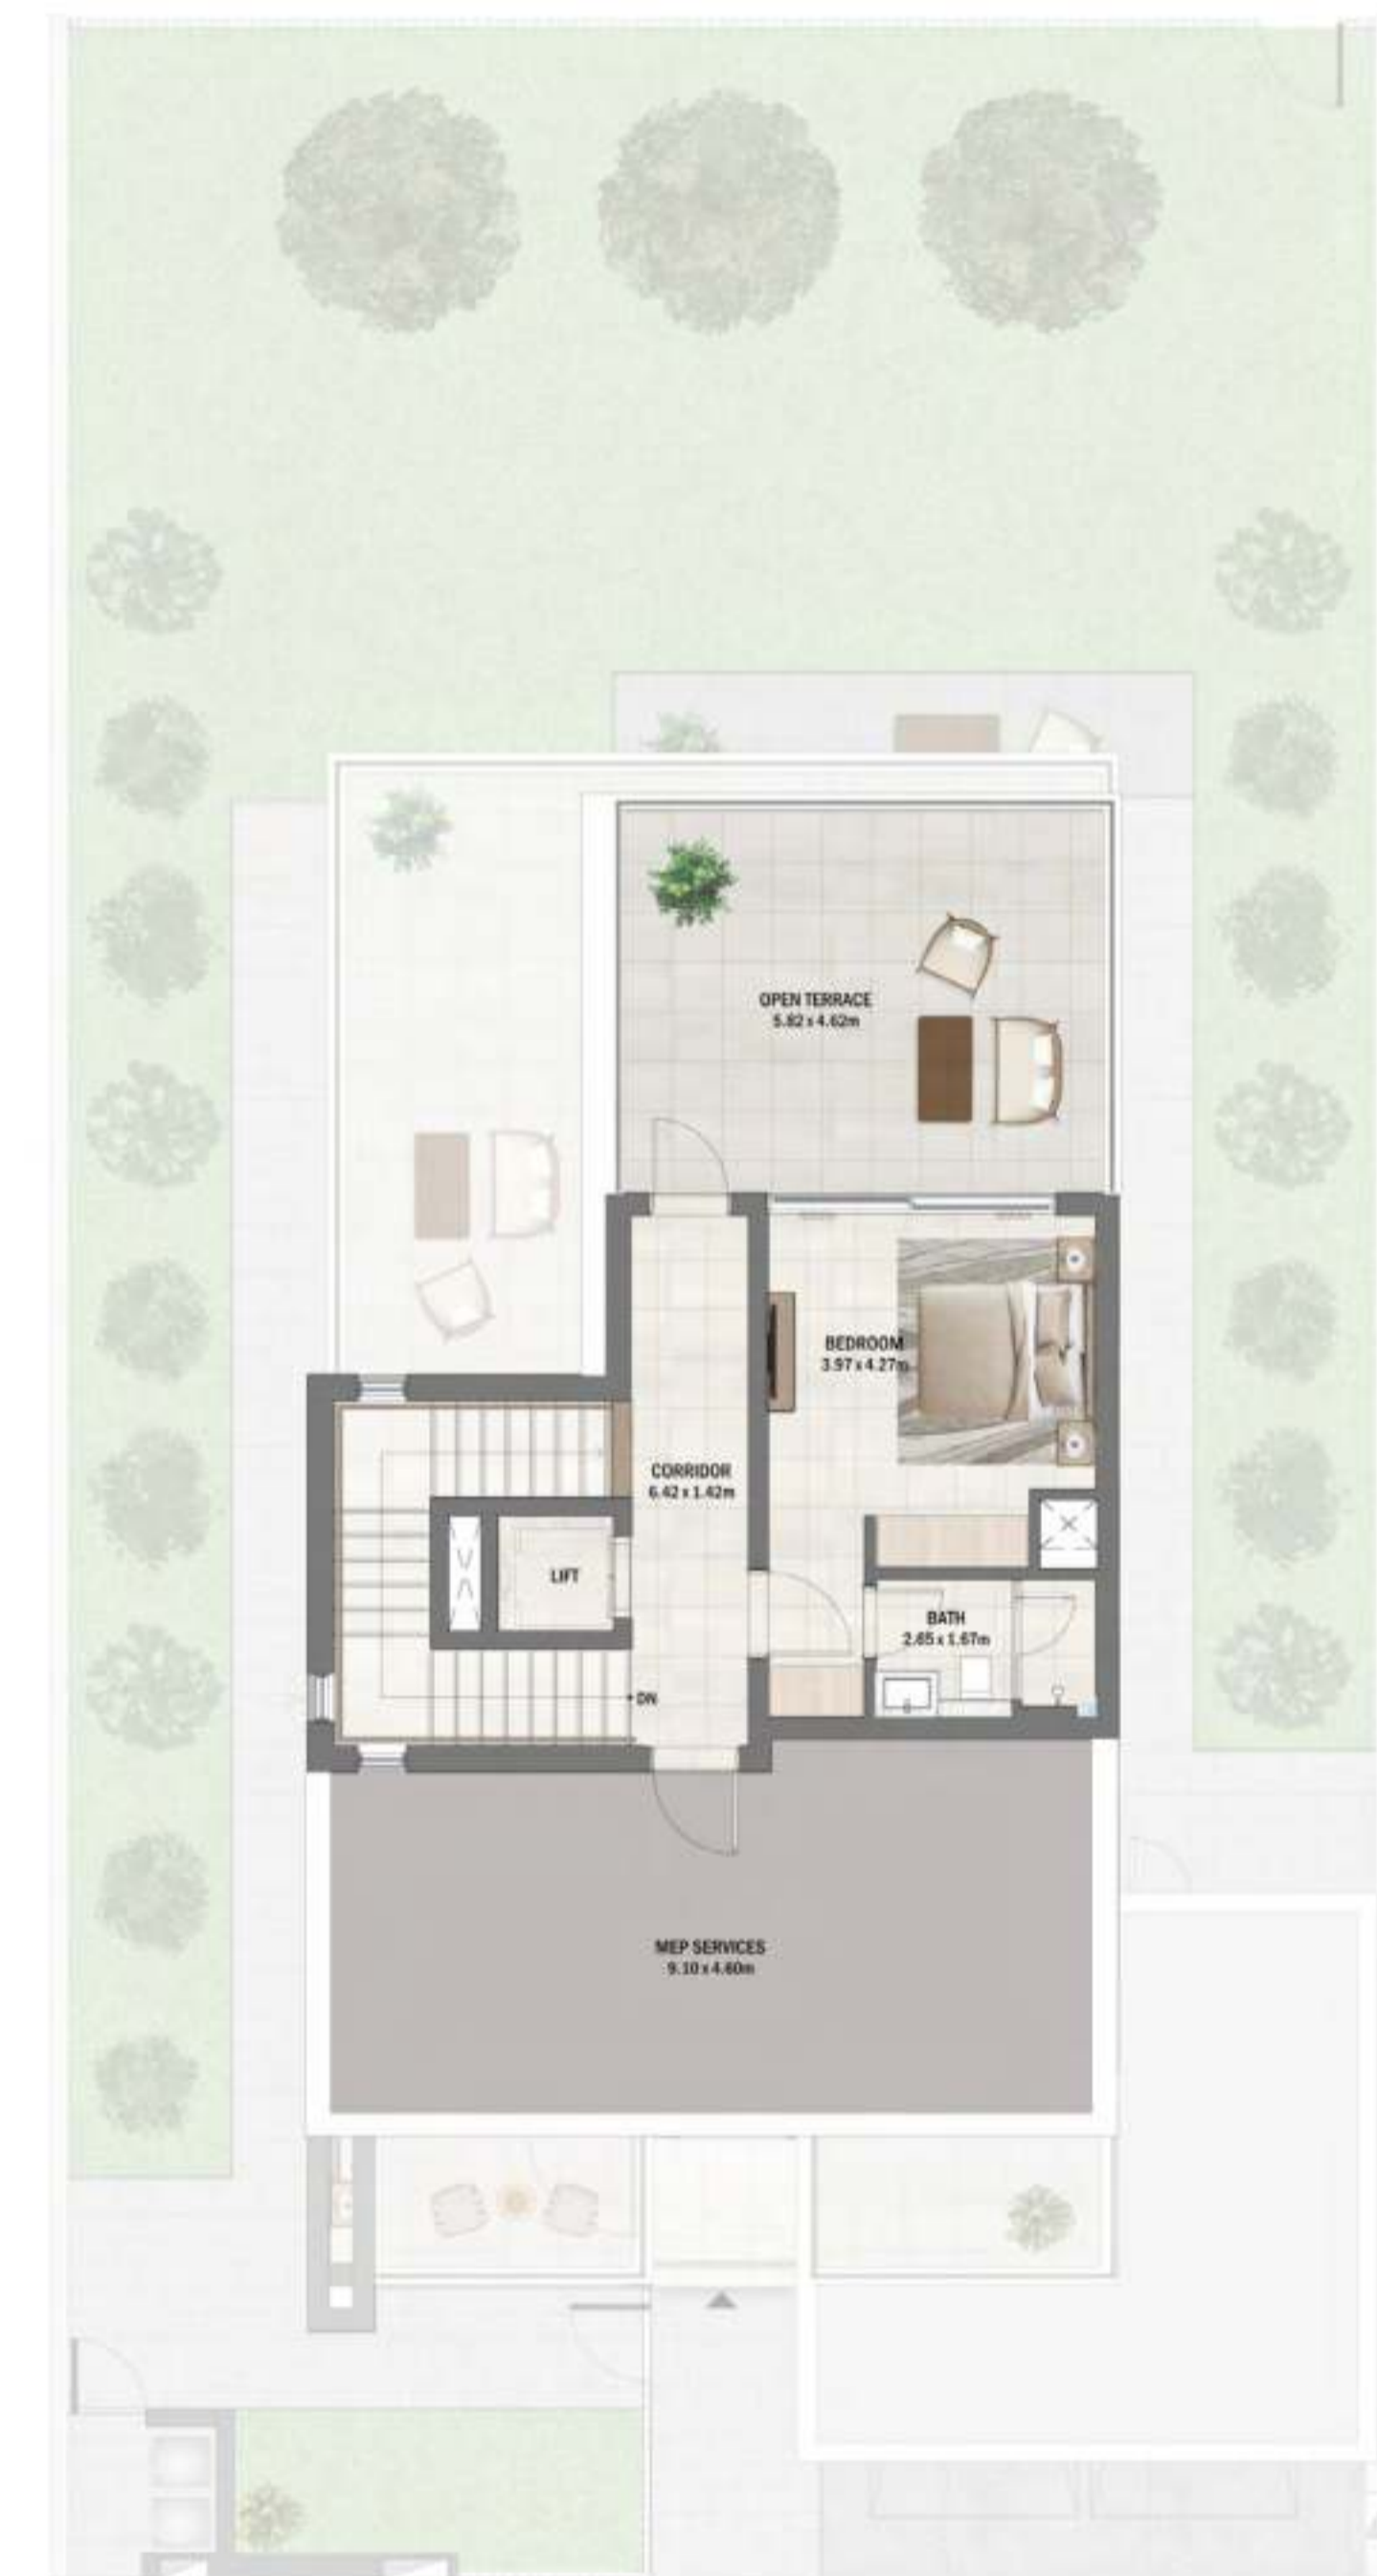 OPEN TERRACE
5.82 x 4.62m
BEDROOM
3.97 x 4.27m
CORRIDOR
6.42 x 1.42m
LIFT
BATH
2.65 x 1.67m
DN
MEP SERVICES
9.10 x 4.60m